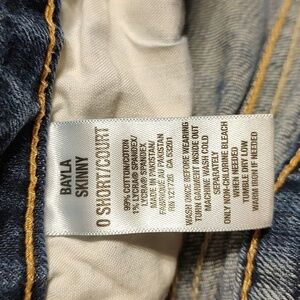 BAYLA
SKINNY
0 SHORT/COURT
99% COTTON/COTON
1% LYCRA® SPANDEX/
LYCRA® SPANDEX
MADE IN PAKISTAN/
FABRIQUÉ AU PAKISTAN
RN 121726 CA 53201
WASH ONCE BEFORE WEARING
TURN GARMENT INSIDE OUT
MACHINE WASH COLD
SEPARATELY
ONLY NON-CHLORINE BLEACH
WHEN NEEDED
TUMBLE DRY LOW
WARM IRON IF NEEDED